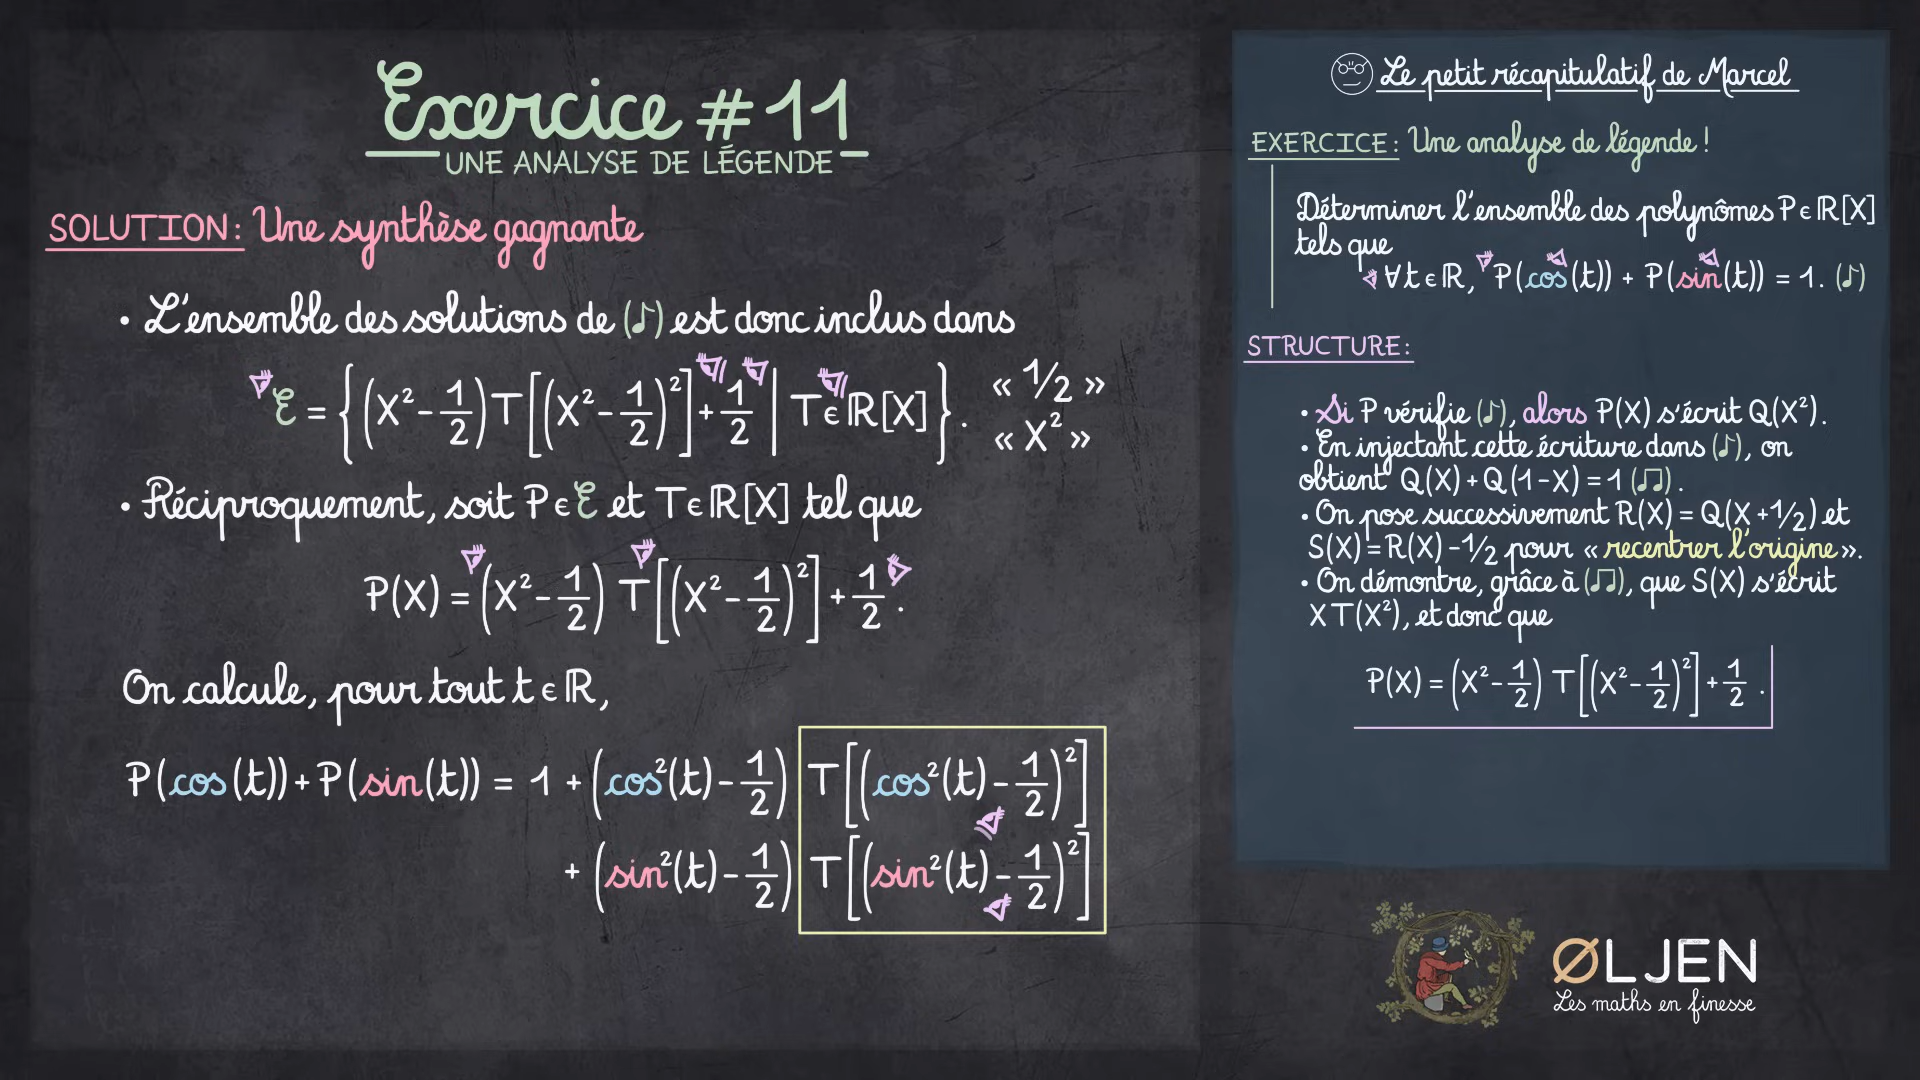 Exercice #11
UNE ANALYSE DE LÉGENDE
SOLUTION: Une synthèse gagnante
• L'ensemble des solutions de (♪) est donc inclus dans
ℰ = { (X² - 1/2) T[(X² - 1/2)²] + 1/2 | T ∈ ℝ[X] }.
« 1/2 »
« X² »
• Réciproquement, soit P ∈ ℰ et T ∈ ℝ[X] tel que
P(X) = (X² - 1/2) T[(X² - 1/2)²] + 1/2.
On calcule, pour tout t ∈ ℝ,
P(cos(t)) + P(sin(t)) = 1 + (cos²(t) - 1/2) T[(cos²(t) - 1/2)²]
+ (sin²(t) - 1/2) T[(sin²(t) - 1/2)²]
Le petit récapitulatif de Marcel
EXERCICE: Une analyse de légende !
Déterminer l'ensemble des polynômes P ∈ ℝ[X]
tels que
∀ t ∈ ℝ, P(cos(t)) + P(sin(t)) = 1. (♪)
STRUCTURE:
• Si P vérifie (♪), alors P(X) s'écrit Q(X²).
• En injectant cette écriture dans (♪), on
obtient Q(X) + Q(1-X) = 1 (♫).
• On pose successivement R(X) = Q(X+1/2) et
S(X) = R(X) - 1/2 pour « recentrer l'origine ».
• On démontre, grâce à (♫), que S(X) s'écrit
X T(X²), et donc que
P(X) = (X² - 1/2) T[(X² - 1/2)²] + 1/2.
ØLJEN
Les maths en finesse